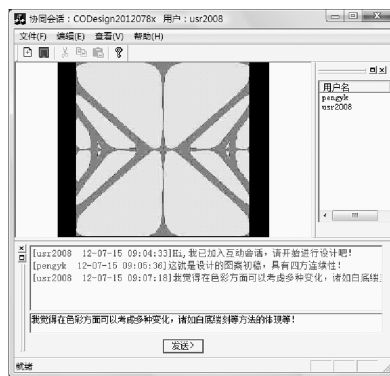 协同会话：CODesign2012078x 用户：usr2008
文件(F) 编辑(E) 查看(V) 帮助(H)
用户名
pengyk
usr2008
[usr2008 12-07-15 09:04:33]Hi,我已加入互动会话，请开始进行设计吧！
[pengyk 12-07-15 09:05:36]这就是设计的图案初稿，具有四方连续性！
[usr2008 12-07-15 09:07:18]我觉得在色彩方面可以考虑多种变化，诸如白底
我觉得在色彩方面可以考虑多种变化，诸如白底 刻等方法的体现等！
发送>
就绪